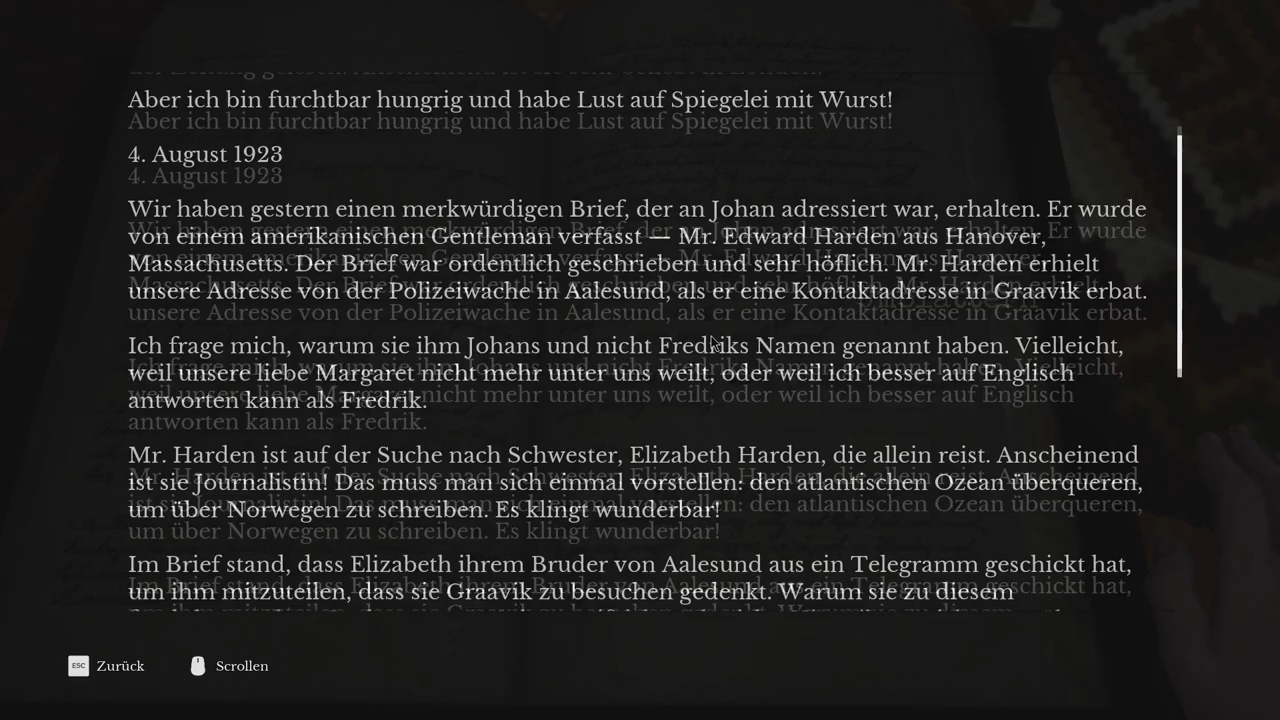 Aber ich bin furchtbar hungrig und habe Lust auf Spiegelei mit Wurst!
4. August 1923
Wir haben gestern einen merkwürdigen Brief, der an Johan adressiert war, erhalten. Er wurde
von einem amerikanischen Gentleman verfasst — Mr. Edward Harden aus Hanover,
Massachusetts. Der Brief war ordentlich geschrieben und sehr höflich. Mr. Harden erhielt
unsere Adresse von der Polizeiwache in Aalesund, als er eine Kontaktadresse in Graavik erbat.
Ich frage mich, warum sie ihm Johans und nicht Fredriks Namen genannt haben. Vielleicht,
weil unsere liebe Margaret nicht mehr unter uns weilt, oder weil ich besser auf Englisch
antworten kann als Fredrik.
Mr. Harden ist auf der Suche nach Schwester, Elizabeth Harden, die allein reist. Anscheinend
ist sie Journalistin! Das muss man sich einmal vorstellen: den atlantischen Ozean überqueren,
um über Norwegen zu schreiben. Es klingt wunderbar!
Im Brief stand, dass Elizabeth ihrem Bruder von Aalesund aus ein Telegramm geschickt hat,
um ihm mitzuteilen, dass sie Graavik zu besuchen gedenkt. Warum sie zu diesem
ESC Zurück Scrollen